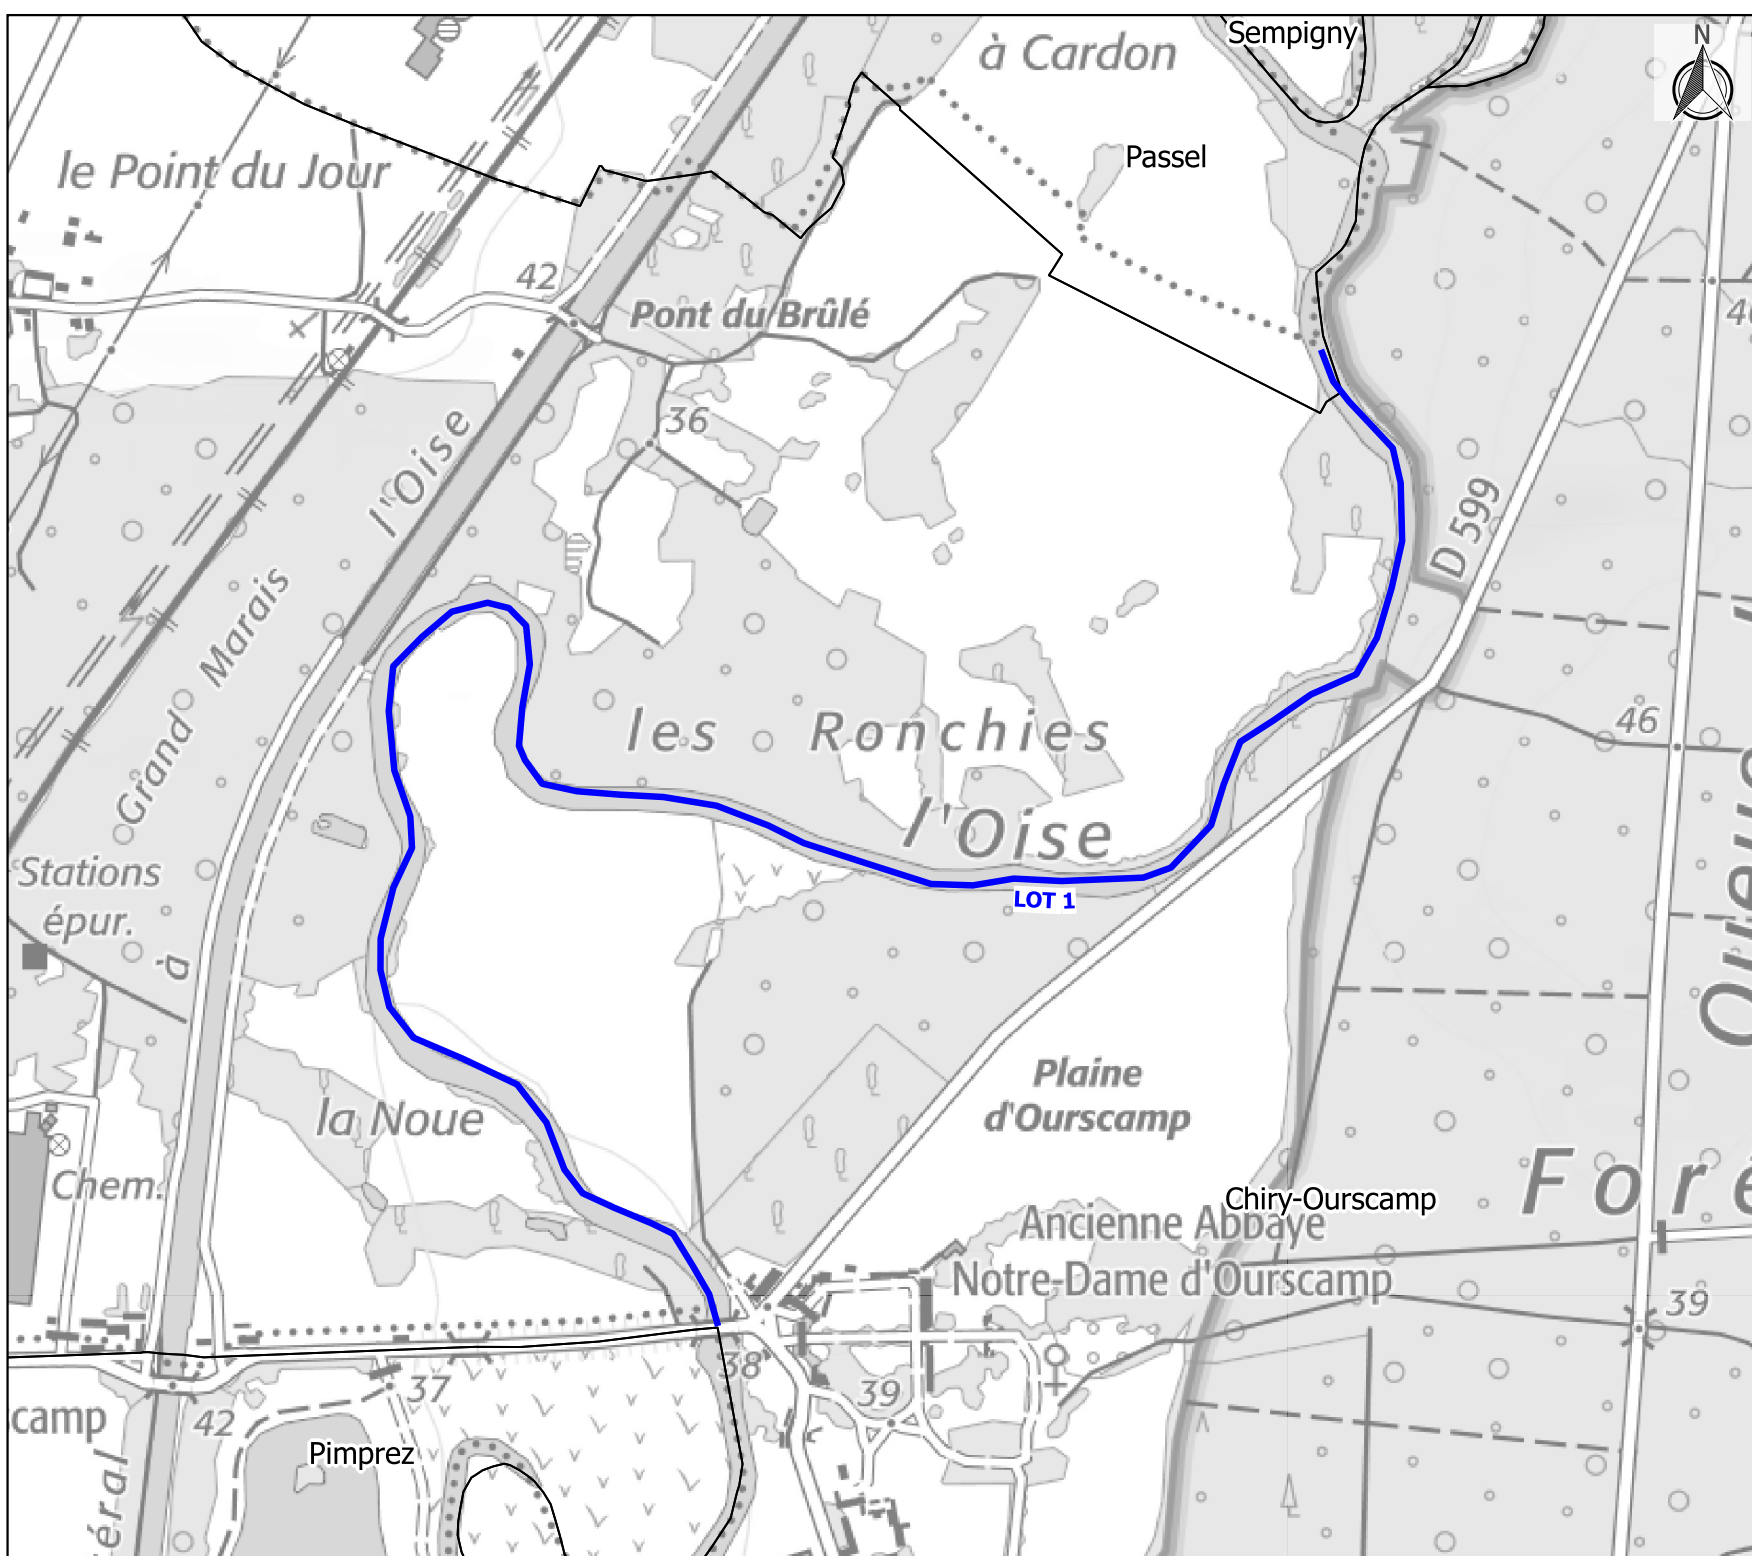 Sempigny
N
à Cardon
Passel
le Point du Jour
42
Pont du Brûlé
36
l'Oise
D 599
Grand Marais
les Ronchies
46
l'Oise
Stations
épur.
à
LOT 1
Plaine
d'Ourscamp
la Noue
Chem.
Chiry-Ourscamp
Ancienne Abbaye
Notre-Dame d'Ourscamp
39
38
37
39
42
camp
Pimprez